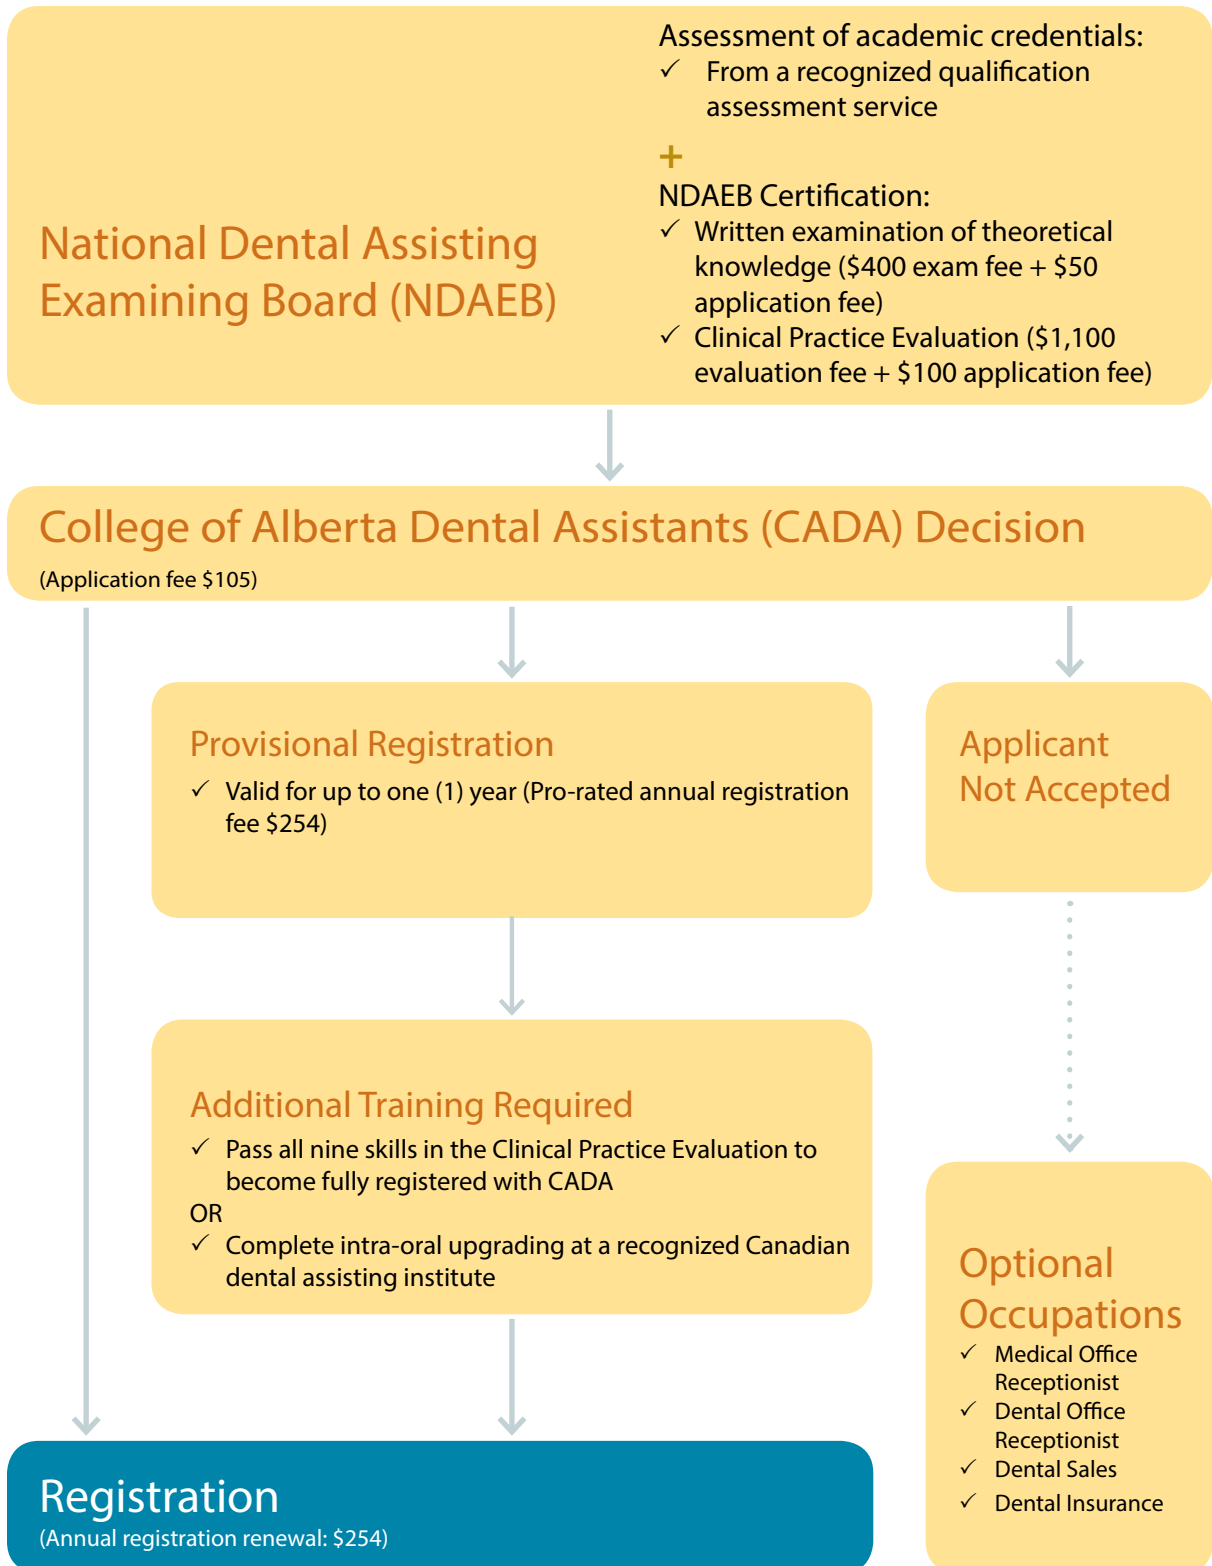 National Dental Assisting
Examining Board (NDAEB)
Assessment of academic credentials:
✓ From a recognized qualification
assessment service
+
NDAEB Certification:
✓ Written examination of theoretical
knowledge ($400 exam fee + $50
application fee)
✓ Clinical Practice Evaluation ($1,100
evaluation fee + $100 application fee)
College of Alberta Dental Assistants (CADA) Decision
(Application fee $105)
Provisional Registration
✓ Valid for up to one (1) year (Pro-rated annual registration
fee $254)
Applicant
Not Accepted
Additional Training Required
✓ Pass all nine skills in the Clinical Practice Evaluation to
become fully registered with CADA
OR
✓ Complete intra-oral upgrading at a recognized Canadian
dental assisting institute
Optional
Occupations
✓ Medical Office
Receptionist
✓ Dental Office
Receptionist
✓ Dental Sales
✓ Dental Insurance
Registration
(Annual registration renewal: $254)